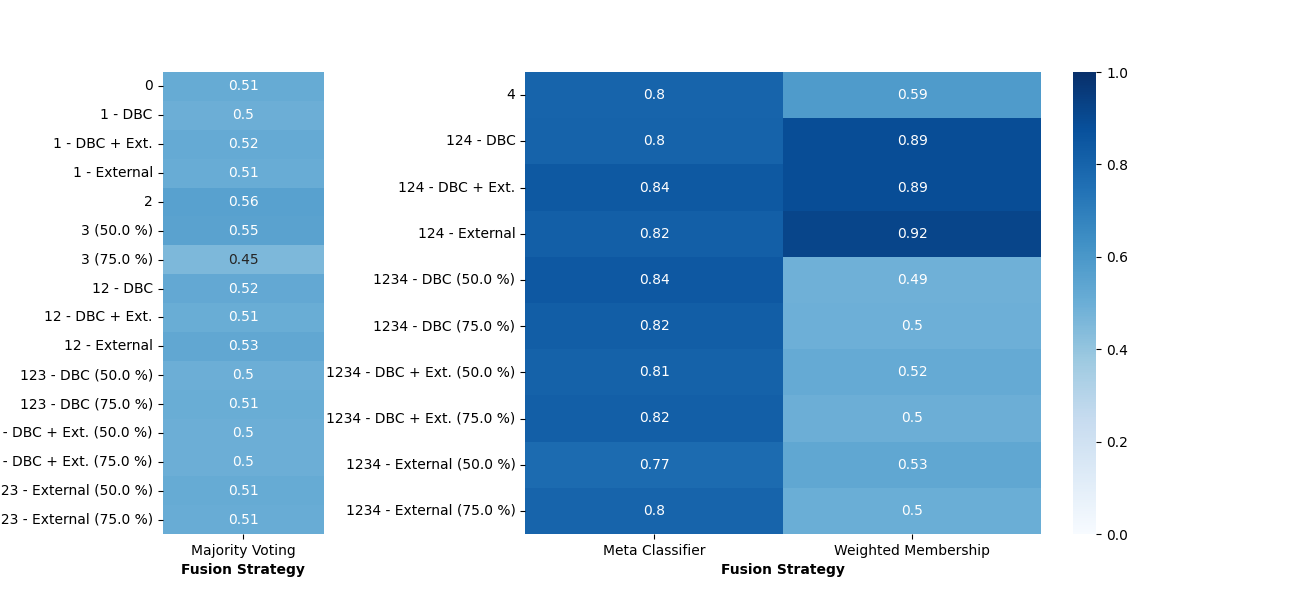 0 0.51
1 - DBC 0.5
1 - DBC + Ext. 0.52
1 - External 0.51
2 0.56
3 (50.0 %) 0.55
3 (75.0 %) 0.45
12 - DBC 0.52
12 - DBC + Ext. 0.51
12 - External 0.53
123 - DBC (50.0 %) 0.5
123 - DBC (75.0 %) 0.51
- DBC + Ext. (50.0 %) 0.5
- DBC + Ext. (75.0 %) 0.5
23 - External (50.0 %) 0.51
23 - External (75.0 %) 0.51
Majority Voting
Fusion Strategy
4 0.8 0.59
124 - DBC 0.8 0.89
124 - DBC + Ext. 0.84 0.89
124 - External 0.82 0.92
1234 - DBC (50.0 %) 0.84 0.49
1234 - DBC (75.0 %) 0.82 0.5
1234 - DBC + Ext. (50.0 %) 0.81 0.52
1234 - DBC + Ext. (75.0 %) 0.82 0.5
1234 - External (50.0 %) 0.77 0.53
1234 - External (75.0 %) 0.8 0.5
Meta Classifier Weighted Membership
Fusion Strategy
1.0
0.8
0.6
0.4
0.2
0.0